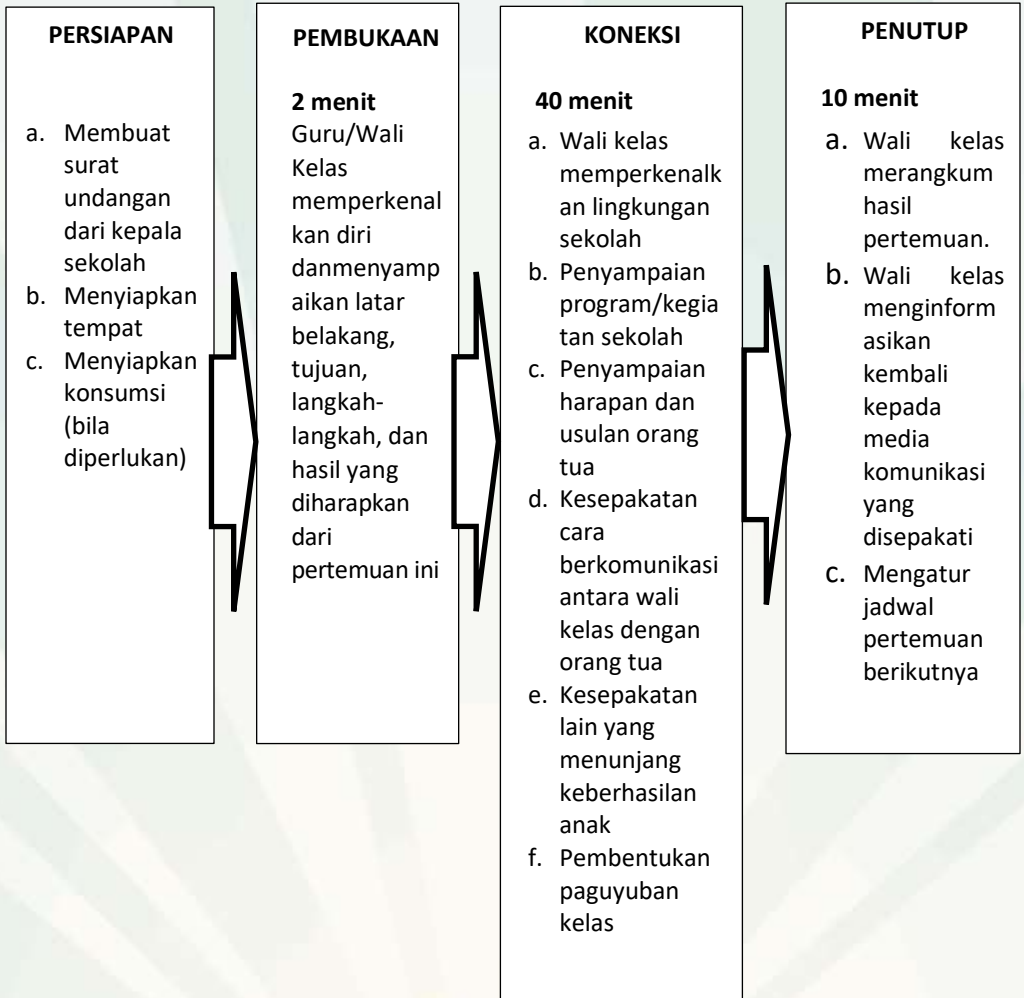 PERSIAPAN
a. Membuat
surat
undangan
dari kepala
sekolah
b. Menyiapkan
tempat
c. Menyiapkan
konsumsi
(bila
diperlukan)
PEMBUKAAN
2 menit
Guru/Wali
Kelas
memperkenal
kan diri
danmenyamp
aikan latar
belakang,
tujuan,
langkah-
langkah, dan
hasil yang
diharapkan
dari
pertemuan ini
KONEKSI
40 menit
a. Wali kelas
memperkenalk
an lingkungan
sekolah
b. Penyampaian
program/kegia
tan sekolah
c. Penyampaian
harapan dan
usulan orang
tua
d. Kesepakatan
cara
berkomunikasi
antara wali
kelas dengan
orang tua
e. Kesepakatan
lain yang
menunjang
keberhasilan
anak
f. Pembentukan
paguyuban
kelas
PENUTUP
10 menit
a. Wali kelas
merangkum
hasil
pertemuan.
b. Wali kelas
menginform
asikan
kembali
kepada
media
komunikasi
yang
disepakati
c. Mengatur
jadwal
pertemuan
berikutnya